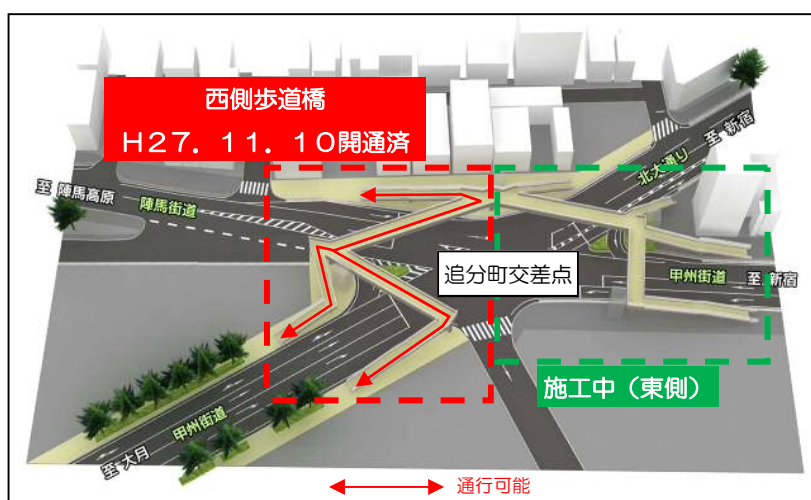 西側歩道橋
H27.11.10開通済
至 新宿
北大通り
至 陣馬高原
陣馬街道
追分町交差点
甲州街道
至 新宿
施工中（東側）
甲州街道
至 大月
通行可能